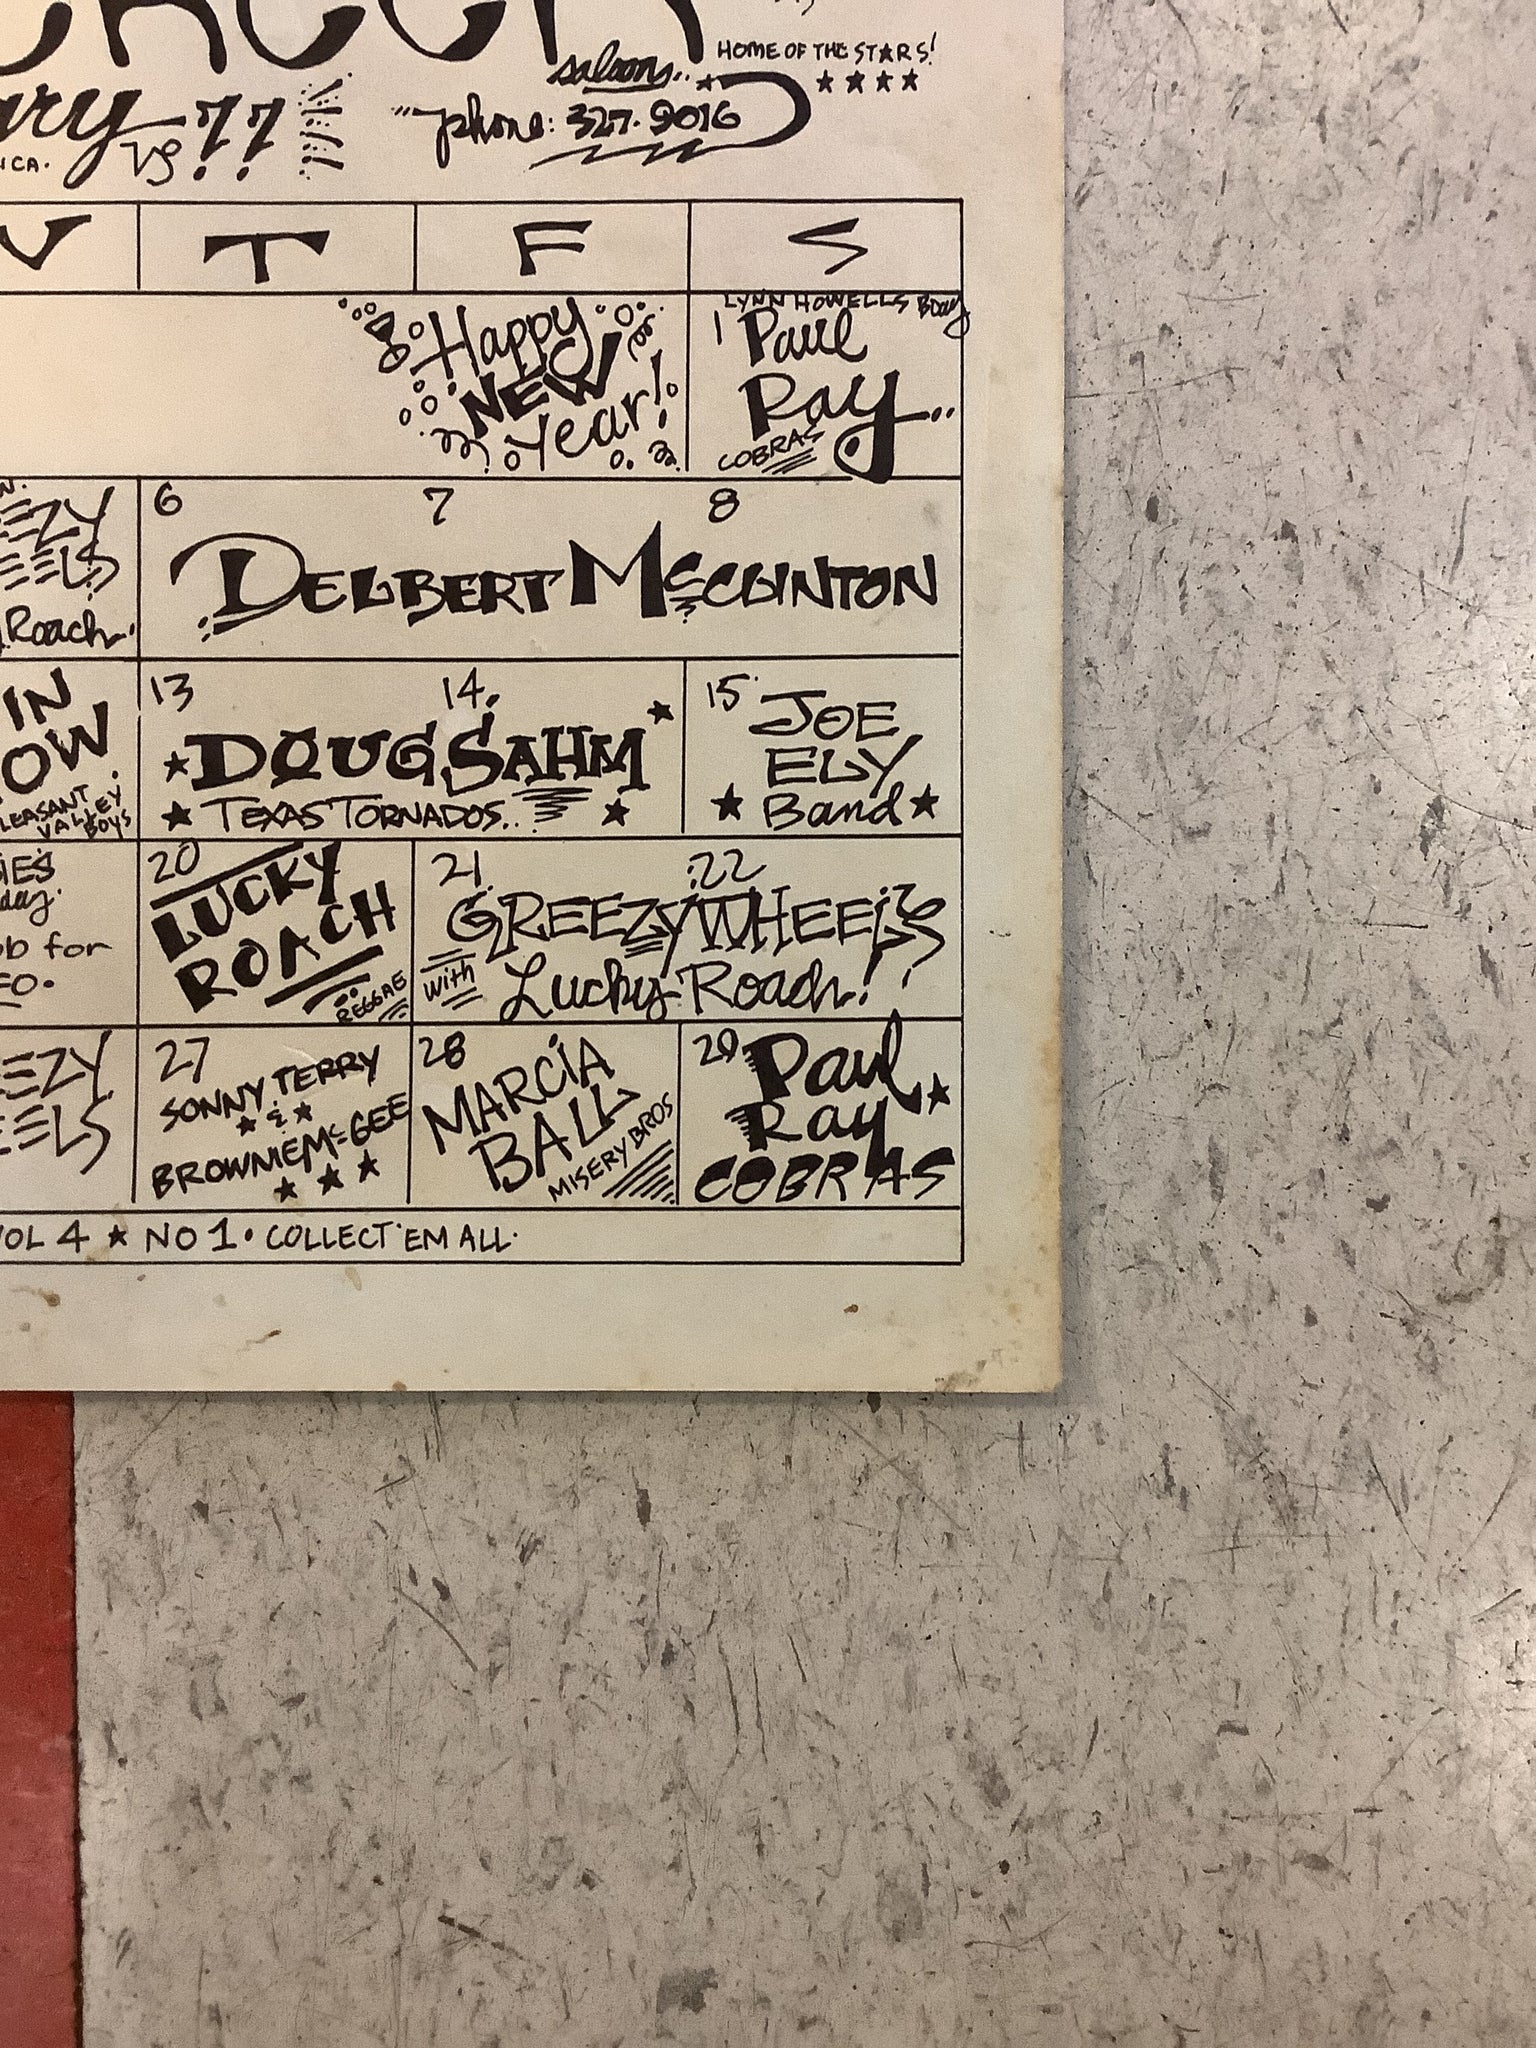 saloon..
HOME OF THE STARS!
phone: 327-9016
77
ICA.
T F S
Happy
NEW
Year!
LYNN HOWELLS BDAY
1 Paul
Ray..
COBRAS
6 7 8
DELBERT McCLINTON
Roach
13 14.
DOUG SAHM
TEXAS TORNADOS..
15 JOE
ELY
Band
IN
VALLEY
BOYS
20 LUCKY
ROACH
REGGAE
21 22
GREEZY WHEELS
with
Lucky Roach!
for
27
SONNY TERRY
&
BROWNIE McGEE
28
MARCIA
BALL
MISERY BROS
29 Paul
Ray
COBRAS
VOL 4 ★ NO 1 • COLLECT 'EM ALL.